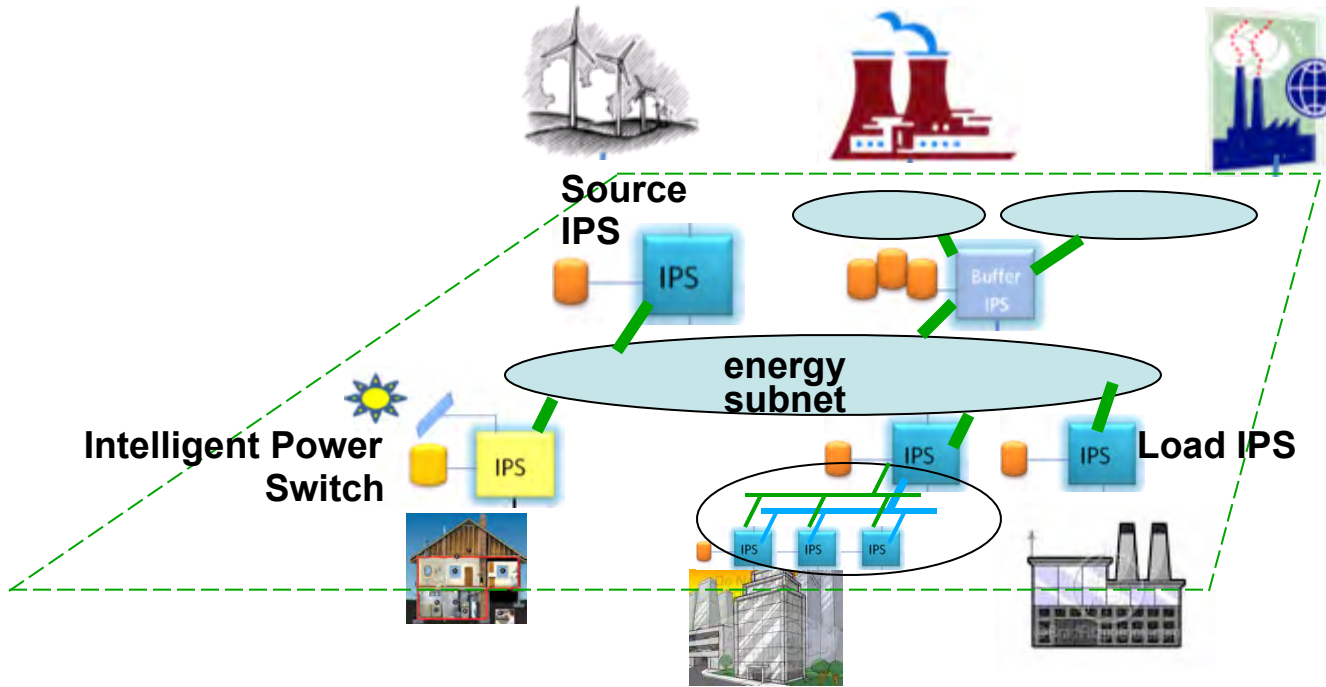 Source
IPS
IPS
Buffer
IPS
energy
subnet
Intelligent Power
Switch
IPS
IPS
IPS
Load IPS
IPS
IPS
IPS